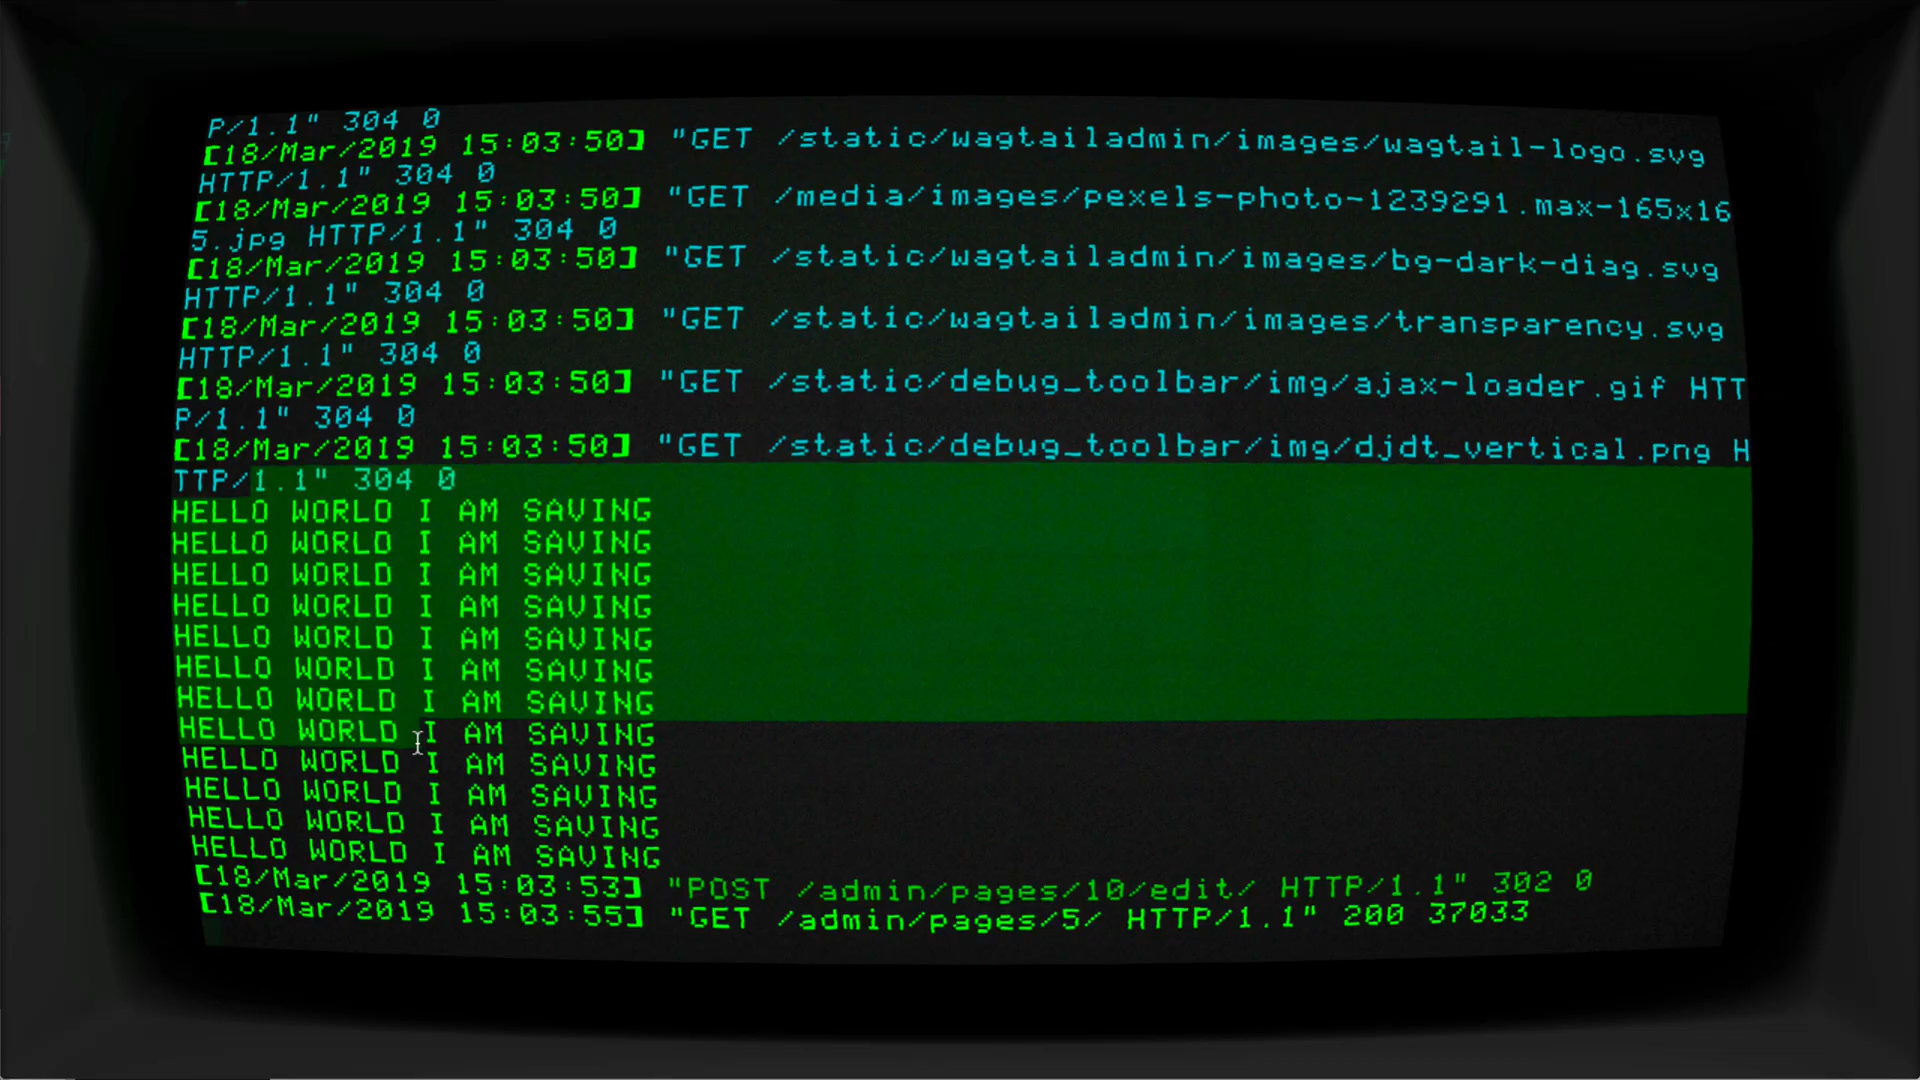 P/1.1" 304 0
[18/Mar/2019 15:03:50] "GET /static/wagtailadmin/images/wagtail-logo.svg
HTTP/1.1" 304 0
[18/Mar/2019 15:03:50] "GET /media/images/pexels-photo-1239291.max-165x16
5.jpg HTTP/1.1" 304 0
[18/Mar/2019 15:03:50] "GET /static/wagtailadmin/images/bg-dark-diag.svg
HTTP/1.1" 304 0
[18/Mar/2019 15:03:50] "GET /static/wagtailadmin/images/transparency.svg
HTTP/1.1" 304 0
[18/Mar/2019 15:03:50] "GET /static/debug_toolbar/img/ajax-loader.gif HTT
P/1.1" 304 0
[18/Mar/2019 15:03:50] "GET /static/debug_toolbar/img/djdt_vertical.png H
TTP/1.1" 304 0
HELLO WORLD I AM SAVING
HELLO WORLD I AM SAVING
HELLO WORLD I AM SAVING
HELLO WORLD I AM SAVING
HELLO WORLD I AM SAVING
HELLO WORLD I AM SAVING
HELLO WORLD I AM SAVING
HELLO WORLD I AM SAVING
HELLO WORLD I AM SAVING
HELLO WORLD I AM SAVING
HELLO WORLD I AM SAVING
HELLO WORLD I AM SAVING
[18/Mar/2019 15:03:53] "POST /admin/pages/10/edit/ HTTP/1.1" 302 0
[18/Mar/2019 15:03:55] "GET /admin/pages/5/ HTTP/1.1" 200 37033